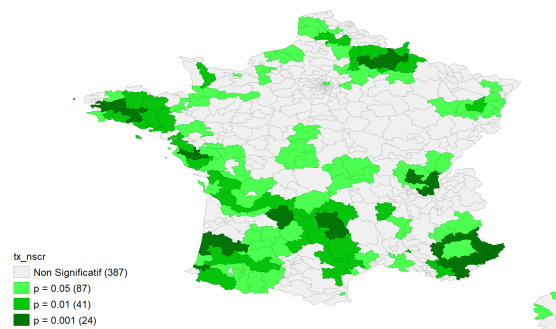 tx_nscr
Non Significatif (387)
p = 0.05 (87)
p = 0.01 (41)
p = 0.001 (24)